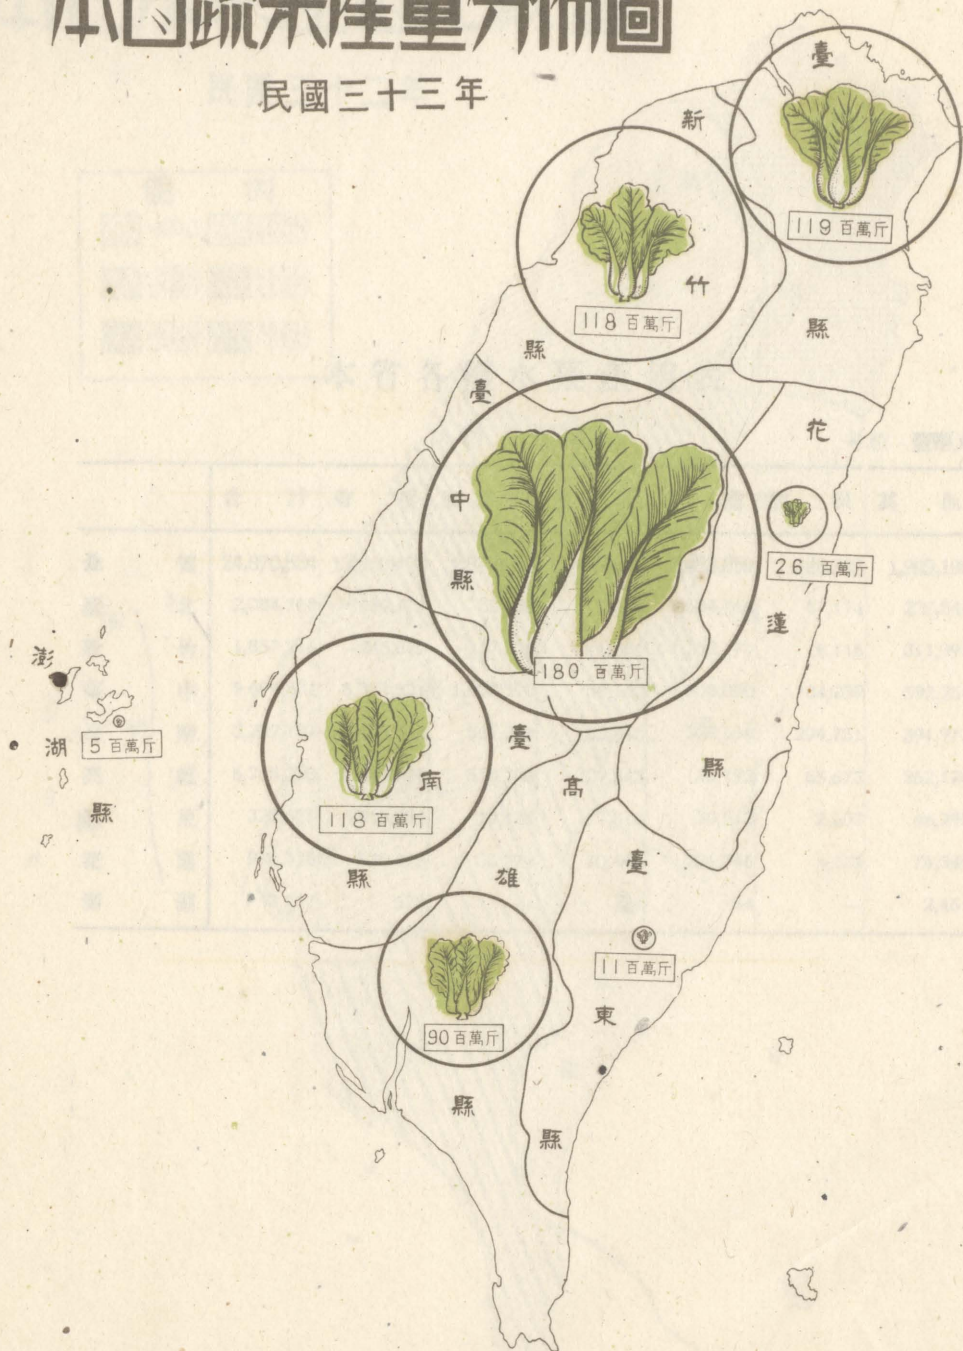 本省蔬菜產量分佈圖
民國三十三年
臺
縣
119 百萬斤
新
竹
縣
118 百萬斤
臺
中
縣
180 百萬斤
花
蓮
縣
26 百萬斤
澎
湖
縣
5 百萬斤
臺
南
縣
118 百萬斤
高
雄
縣
90 百萬斤
臺
東
縣
11 百萬斤